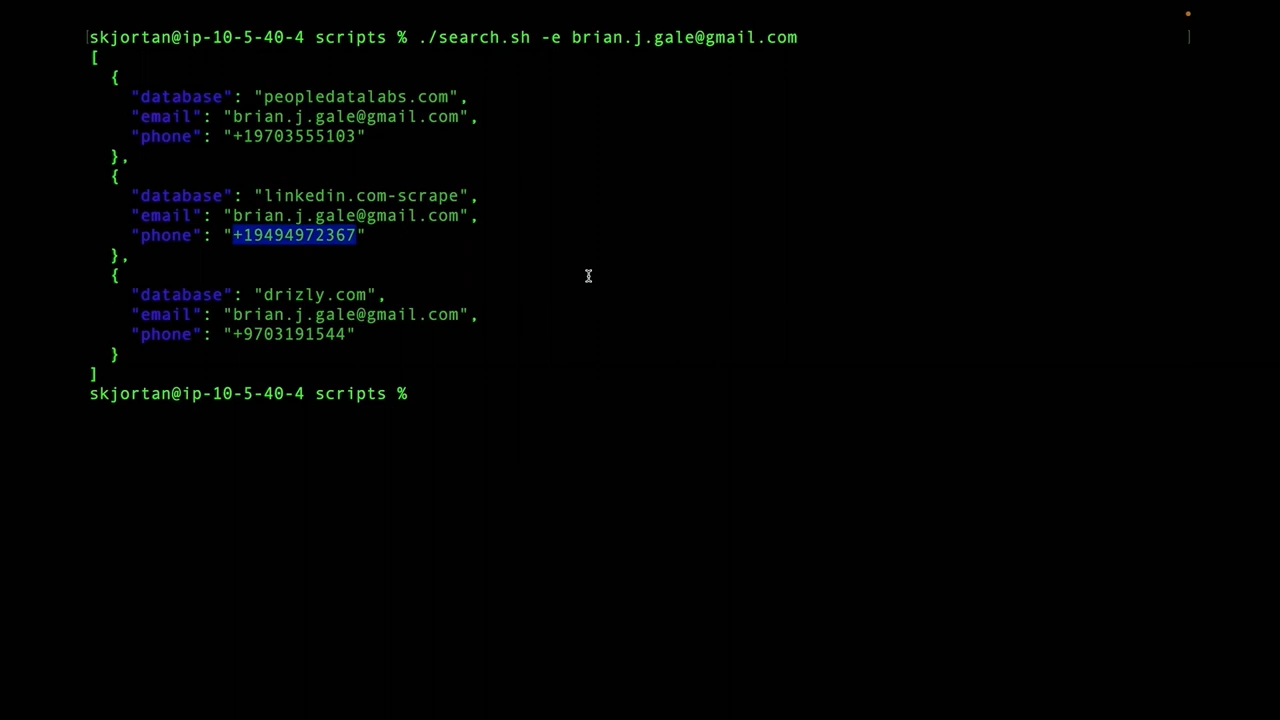 skjortan@ip-10-5-40-4 scripts % ./search.sh -e brian.j.gale@gmail.com
[
{
"database": "peopledatalabs.com",
"email": "brian.j.gale@gmail.com",
"phone": "+19703555103"
},
{
"database": "linkedin.com-scrape",
"email": "brian.j.gale@gmail.com",
"phone": "+19494972367"
},
{
"database": "drizly.com",
"email": "brian.j.gale@gmail.com",
"phone": "+9703191544"
}
]
skjortan@ip-10-5-40-4 scripts %